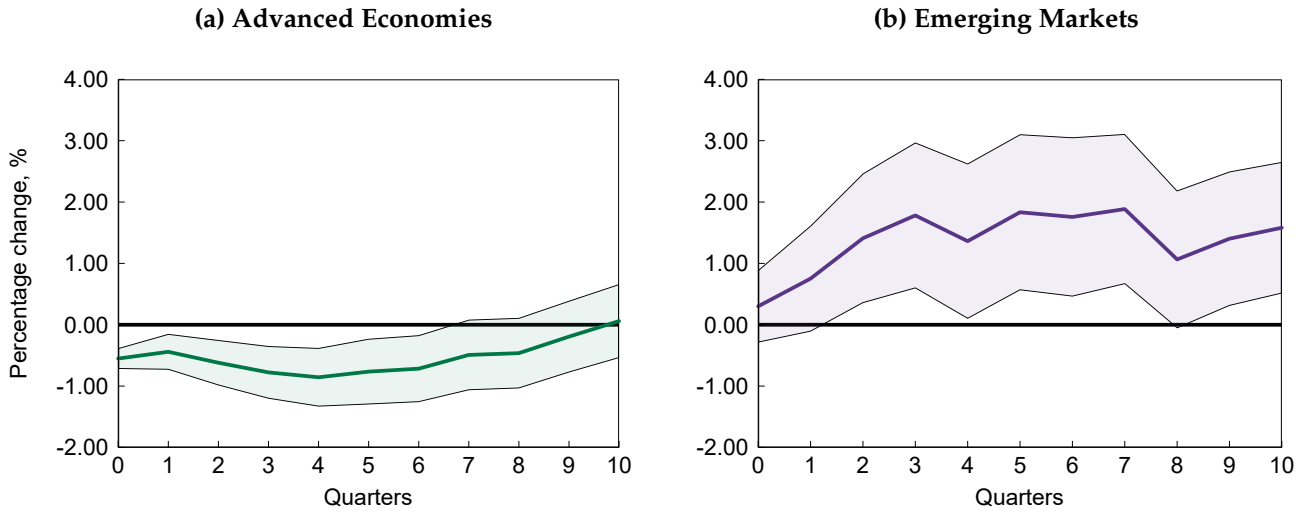 (a) Advanced Economies
4.00
3.00
2.00
1.00
0.00
-1.00
-2.00
Percentage change, %
0 1 2 3 4 5 6 7 8 9 10
Quarters
(b) Emerging Markets
4.00
3.00
2.00
1.00
0.00
-1.00
-2.00
0 1 2 3 4 5 6 7 8 9 10
Quarters